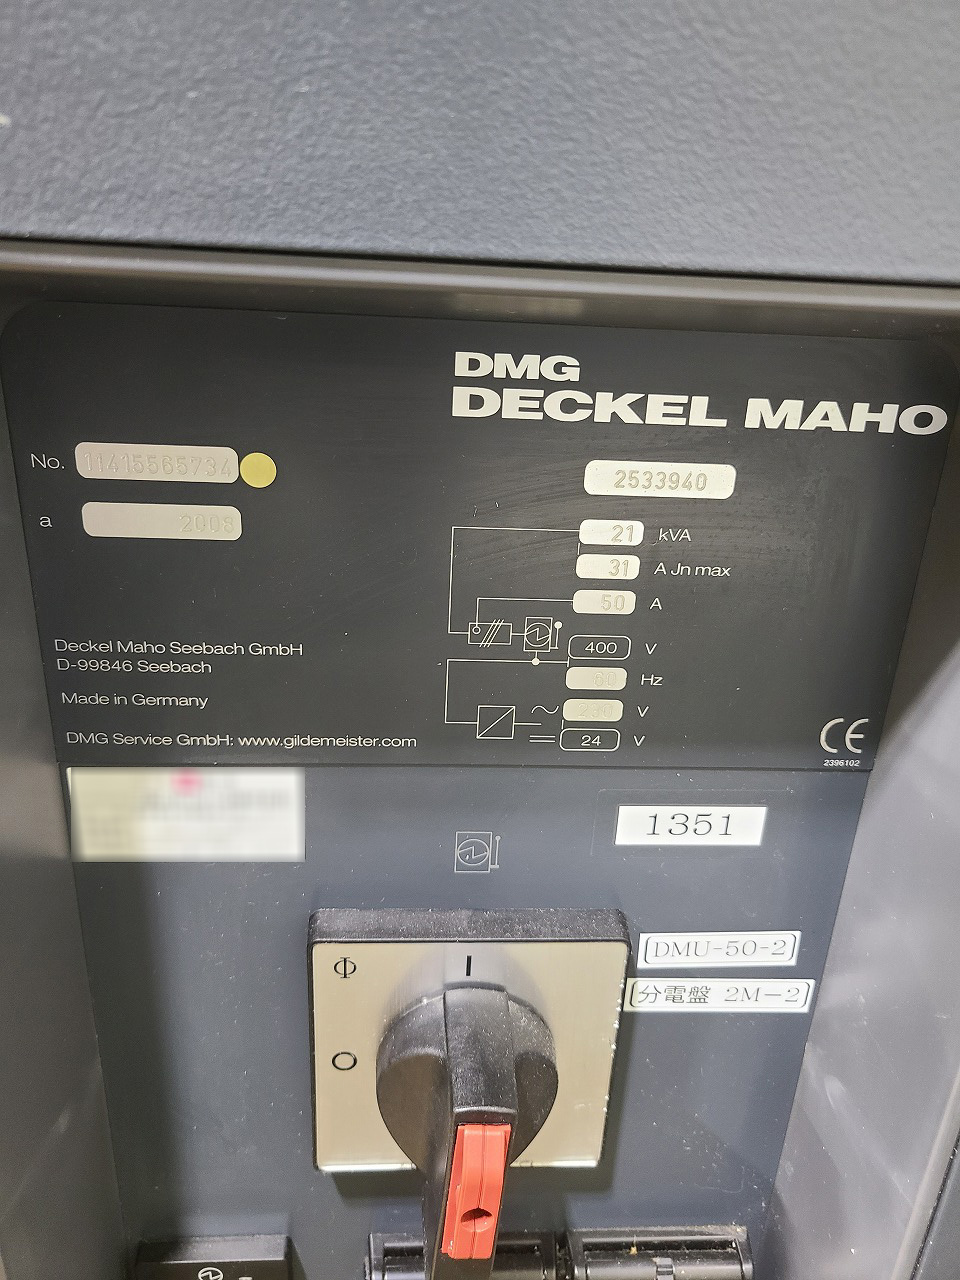 DMG
DECKEL MAHO
No. 11415565734
2533940
a 2008
21 kVA
31 A Jn max
50 A
400 V
60 Hz
230 V
24 V
Deckel Maho Seebach GmbH
D-99846 Seebach
Made in Germany
DMG Service GmbH: www.gildemeister.com
CE
2396102
1351
DMU-50-2
分電盤 2M-2
I
O